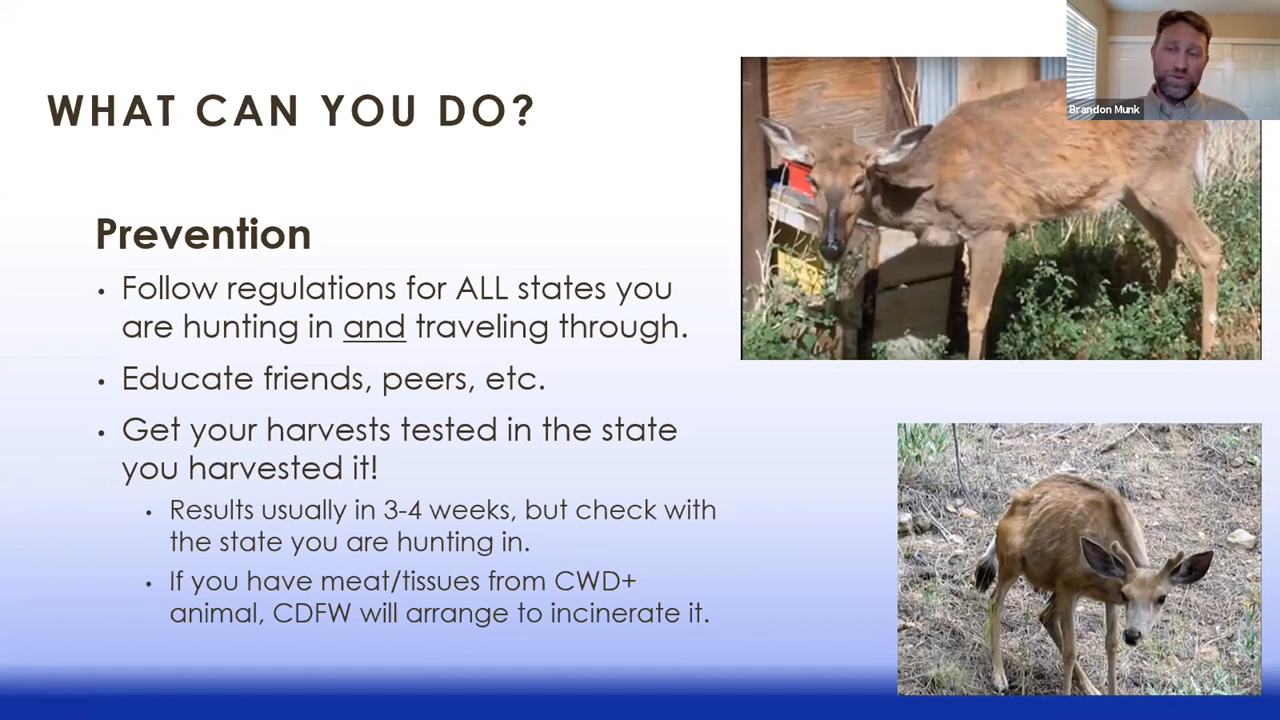 WHAT CAN YOU DO?
Brandon Munk
Prevention
• Follow regulations for ALL states you
are hunting in and traveling through.
• Educate friends, peers, etc.
• Get your harvests tested in the state
you harvested it!
• Results usually in 3-4 weeks, but check with
the state you are hunting in.
• If you have meat/tissues from CWD+
animal, CDFW will arrange to incinerate it.